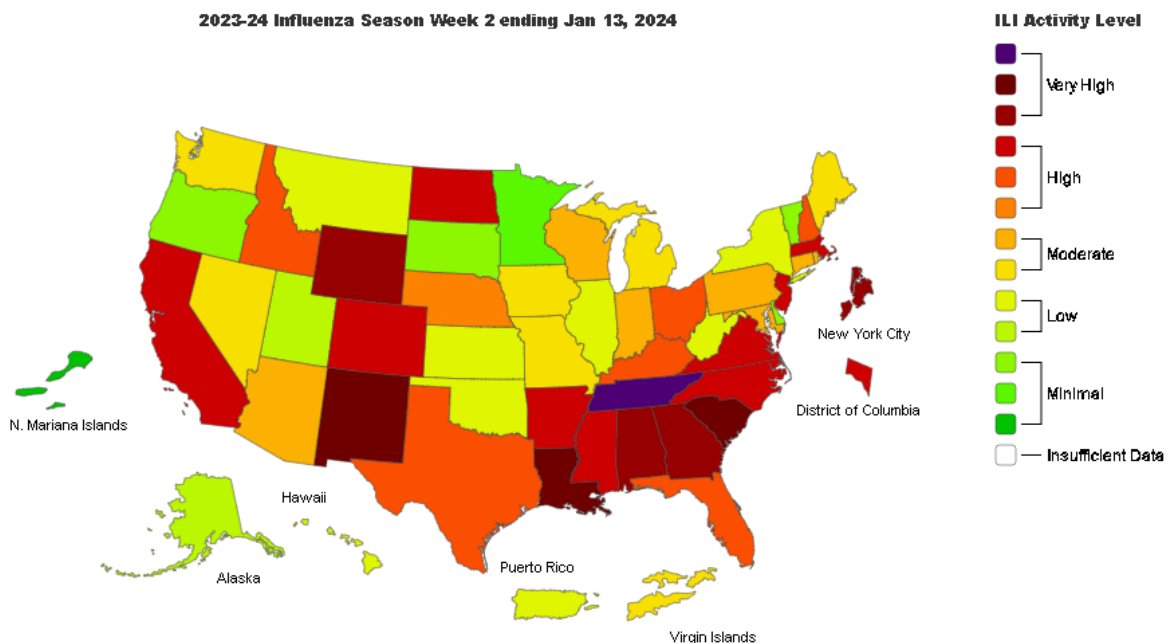 2023-24 Influenza Season Week 2 ending Jan 13, 2024
ILI Activity Level
Very High
High
Moderate
Low
Minimal
Insufficient Data
New York City
District of Columbia
N. Mariana Islands
Hawaii
Alaska
Puerto Rico
Virgin Islands